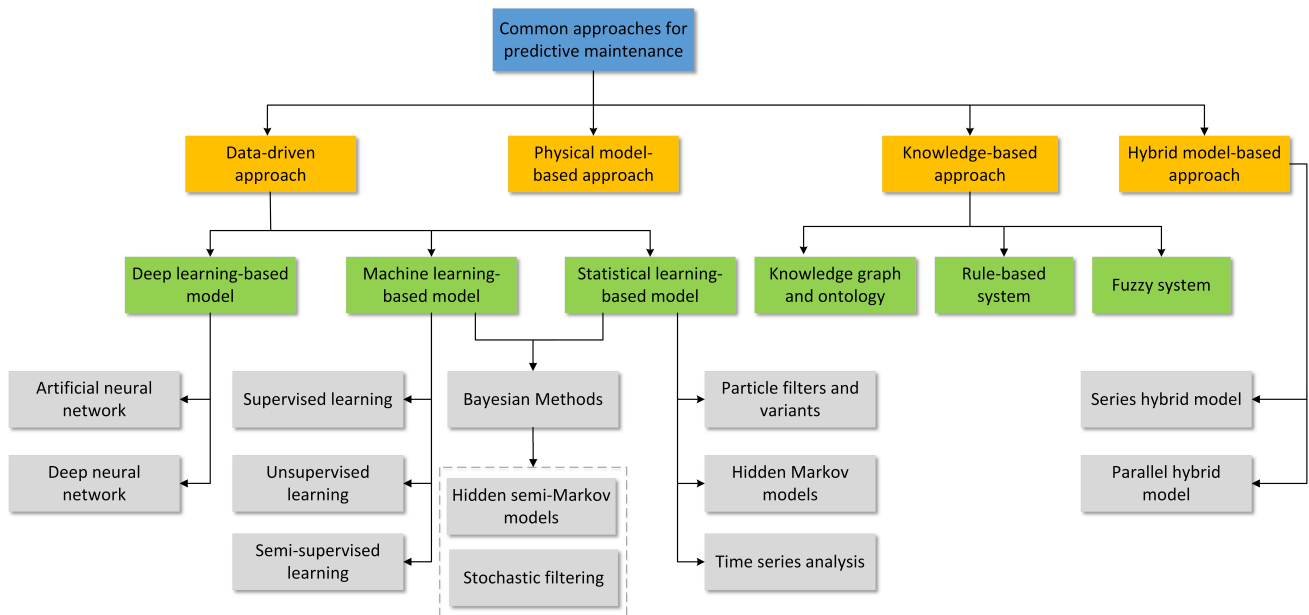 Common approaches for
predictive maintenance
Data-driven
approach
Physical model-
based approach
Knowledge-based
approach
Hybrid model-based
approach
Deep learning-based
model
Machine learning-
based model
Statistical learning-
based model
Knowledge graph
and ontology
Rule-based
system
Fuzzy system
Artificial neural
network
Supervised learning
Bayesian Methods
Particle filters and
variants
Series hybrid model
Deep neural
network
Unsupervised
learning
Hidden semi-Markov
models
Hidden Markov
models
Parallel hybrid
model
Semi-supervised
learning
Stochastic filtering
Time series analysis